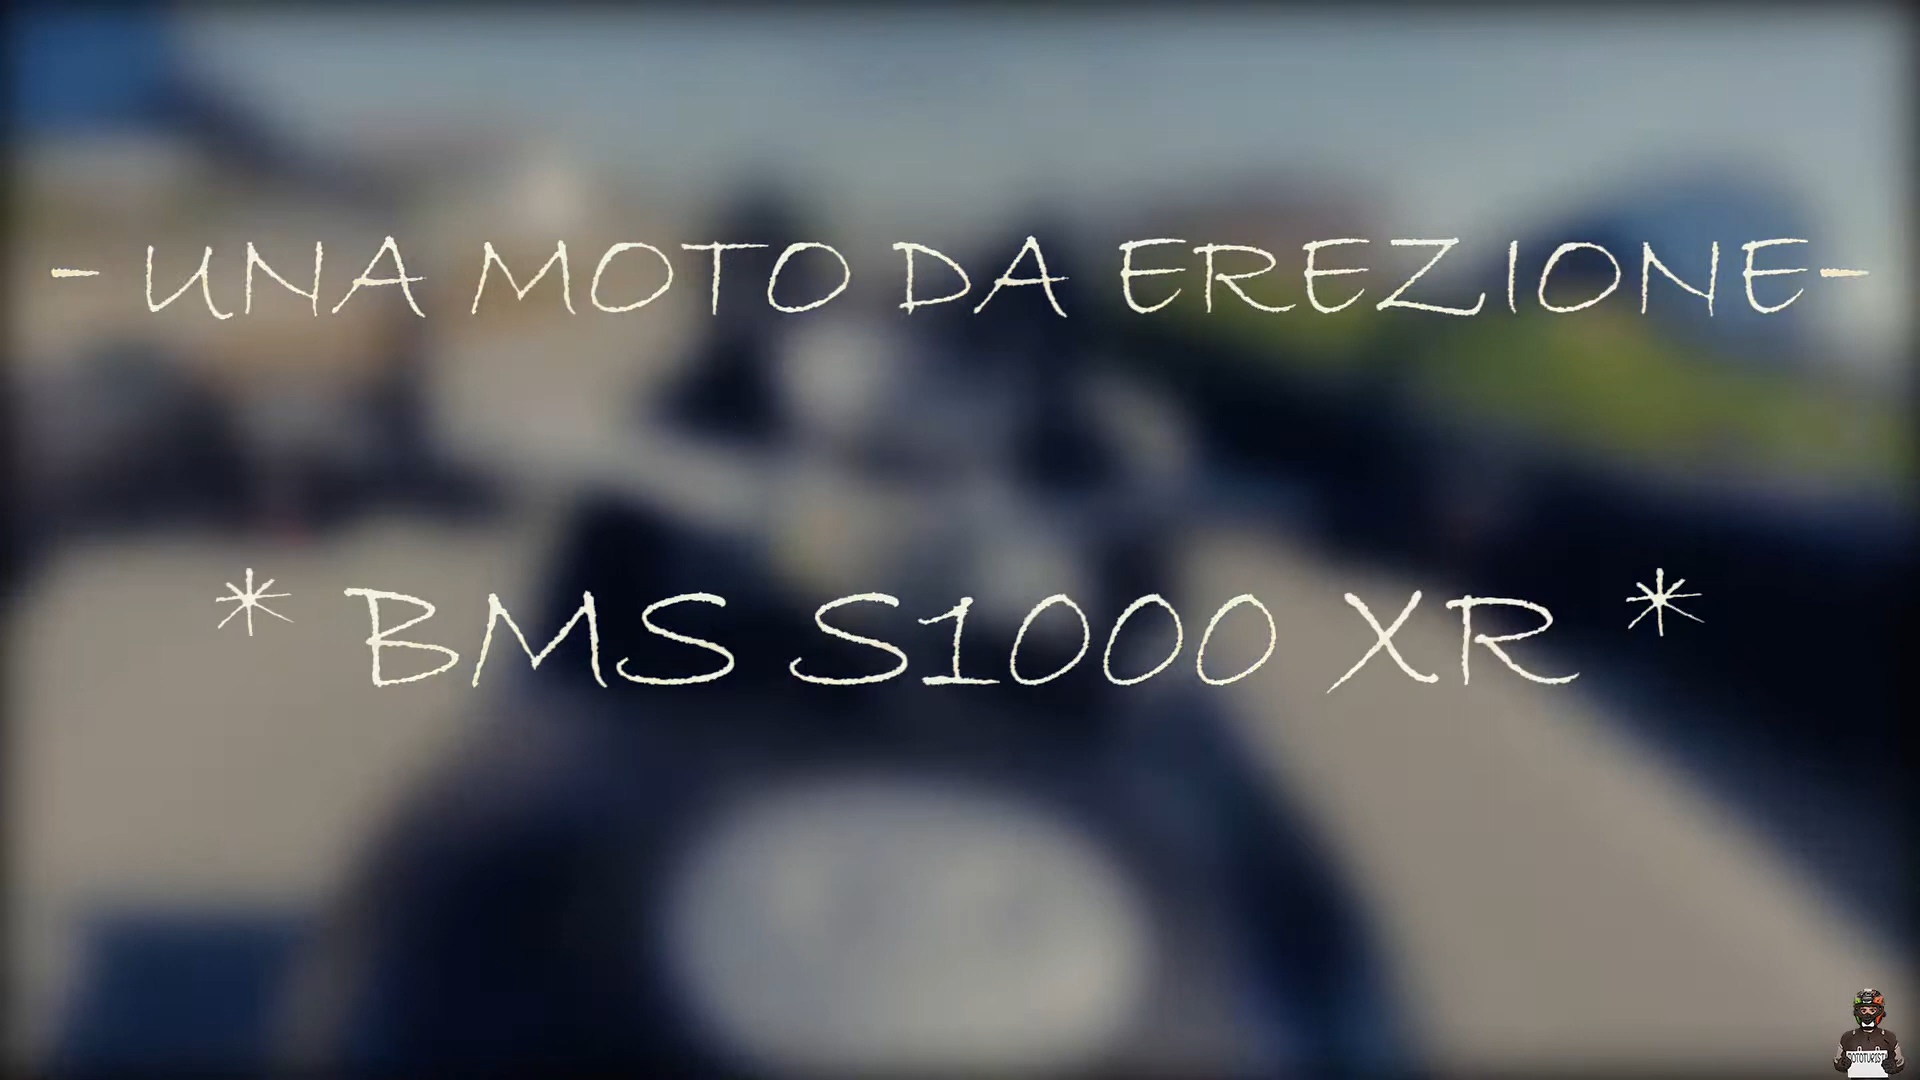 - UNA MOTO DA EREZIONE-
* BMS S1000 XR *